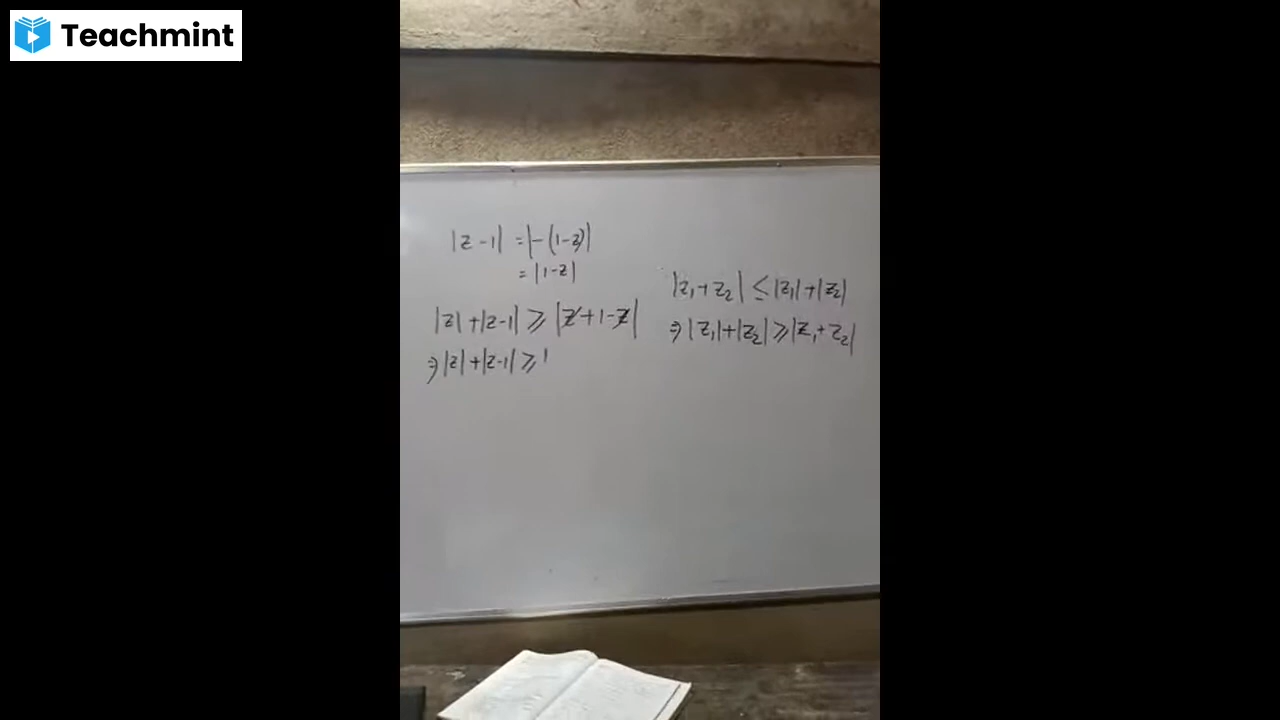 Teachmint
|z-1| = |-(1-z)|
= |1-z|
|z| + |z-1| ≥ |z+1-z|
⇒ |z| + |z-1| ≥ 1
|z₁+z₂| ≤ |z₁|+|z₂|
⇒ |z₁|+|z₂| ≥ |z₁+z₂|